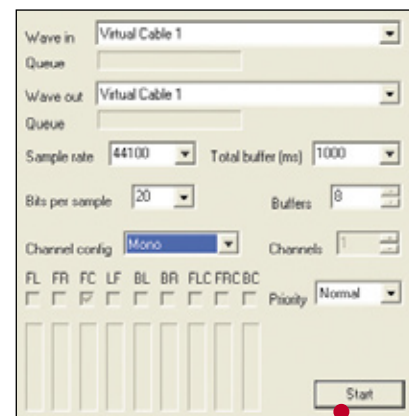 Wave in Virtual Cable 1
Queue
Wave out Virtual Cable 1
Queue
Sample rate 44100 Total buffer (ms) 1000
Bits per sample 20 Buffers 8
Channel config Mono Channels 1
FL FR FC LF BL BR FLC FRC BC
Priority Normal
Start